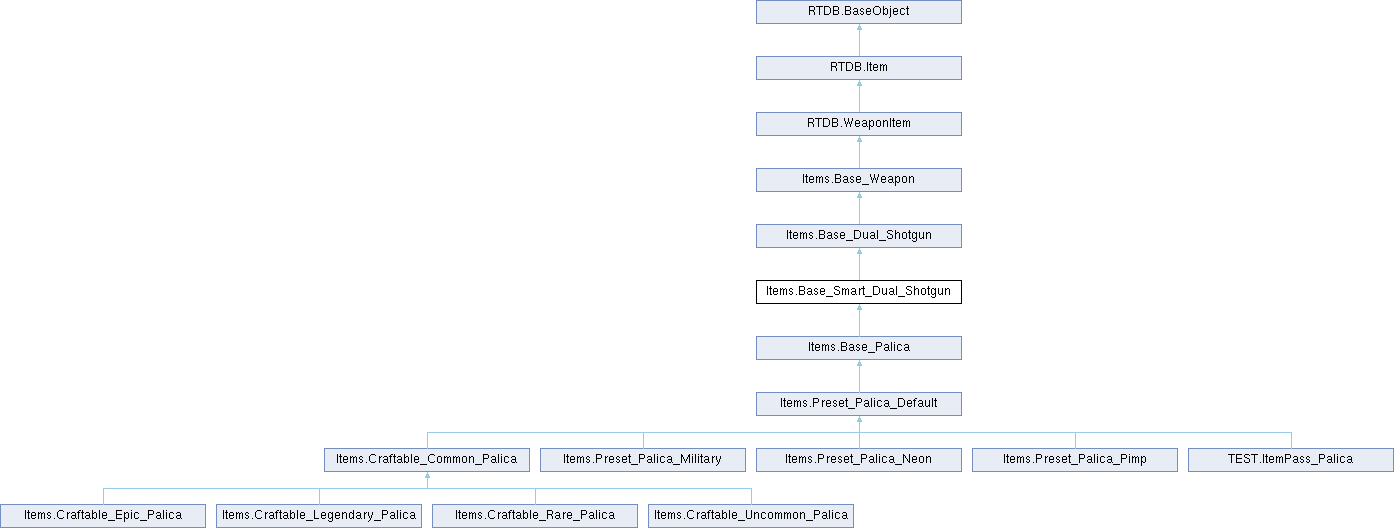 RTDB.BaseObject
RTDB.Item
RTDB.WeaponItem
Items.Base_Weapon
Items.Base_Dual_Shotgun
Items.Base_Smart_Dual_Shotgun
Items.Base_Palica
Items.Preset_Palica_Default
Items.Craftable_Common_Palica
Items.Preset_Palica_Military
Items.Preset_Palica_Neon
Items.Preset_Palica_Pimp
TEST.ItemPass_Palica
Items.Craftable_Epic_Palica
Items.Craftable_Legendary_Palica
Items.Craftable_Rare_Palica
Items.Craftable_Uncommon_Palica